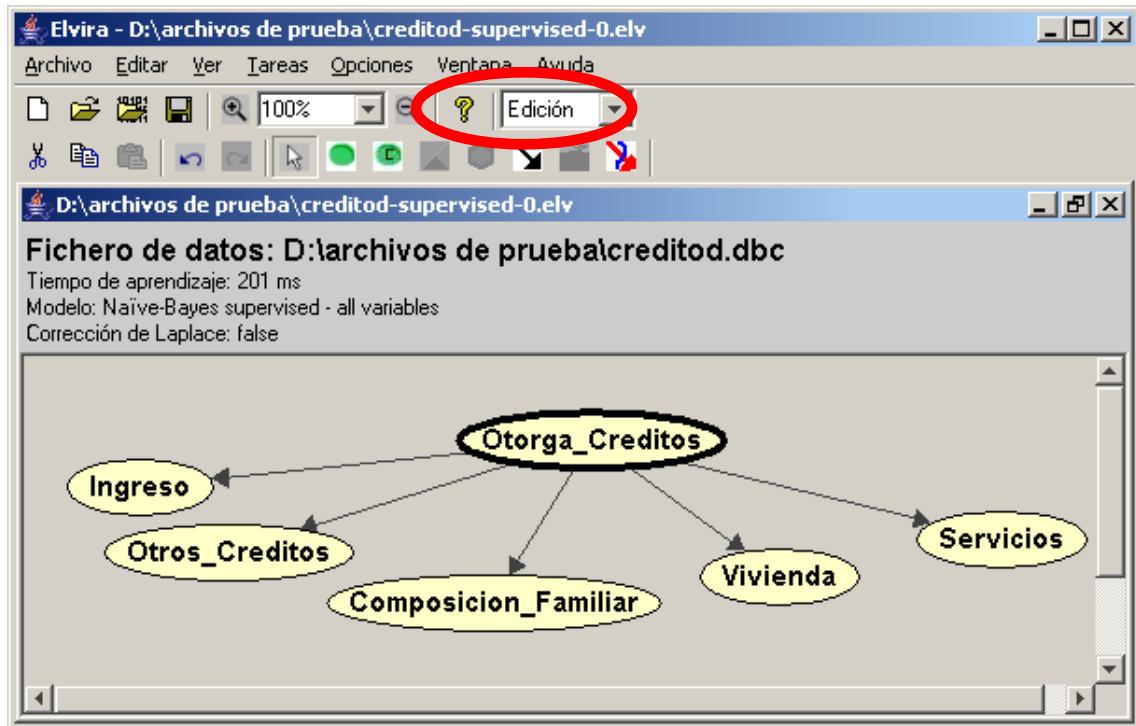 Elvira - D:\archivos de prueba\creditod-supervised-0.elv
Archivo Editar Ver Tareas Opciones Ventana Ayuda
100% Edición
C
D:\archivos de prueba\creditod-supervised-0.elv
Fichero de datos: D:\archivos de prueba\creditod.dbc
Tiempo de aprendizaje: 201 ms
Modelo: Naïve-Bayes supervised - all variables
Corrección de Laplace: false
Otorga_Creditos
Ingreso
Otros_Creditos
Servicios
Vivienda
Composicion_Familiar